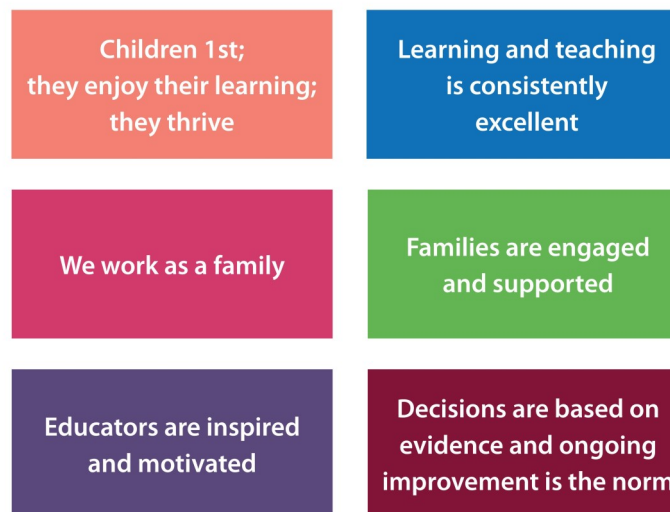 Children 1st;
they enjoy their learning;
they thrive
Learning and teaching
is consistently
excellent
We work as a family
Families are engaged
and supported
Educators are inspired
and motivated
Decisions are based on
evidence and ongoing
improvement is the norm